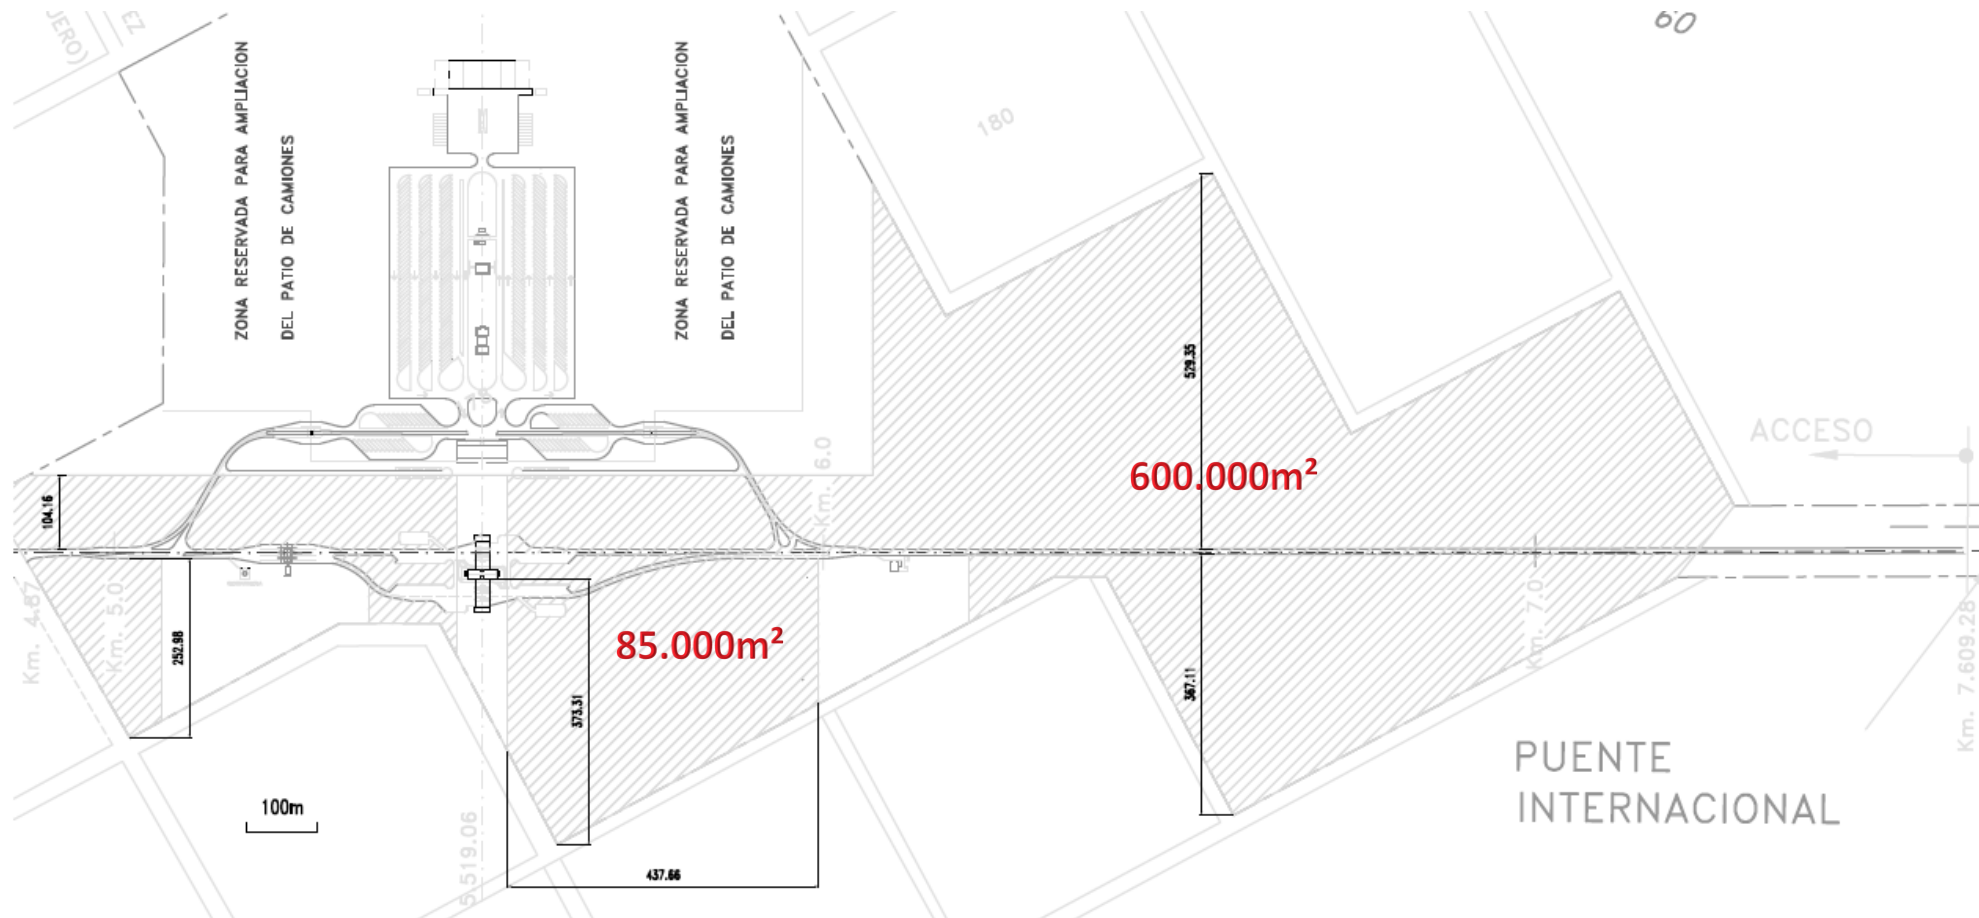 JERO)
EZ
60
ZONA RESERVADA PARA AMPLIACION
DEL PATIO DE CAMIONES
ZONA RESERVADA PARA AMPLIACION
DEL PATIO DE CAMIONES
180
529.35
ACCESO
Km. 6.0
600.000m²
104.16
Km. 4.87
Km. 5.0
252.98
85.000m²
373.31
367.11
Km. 7.0
Km. 7.609.28
PUENTE
INTERNACIONAL
100m
5.519.06
437.66